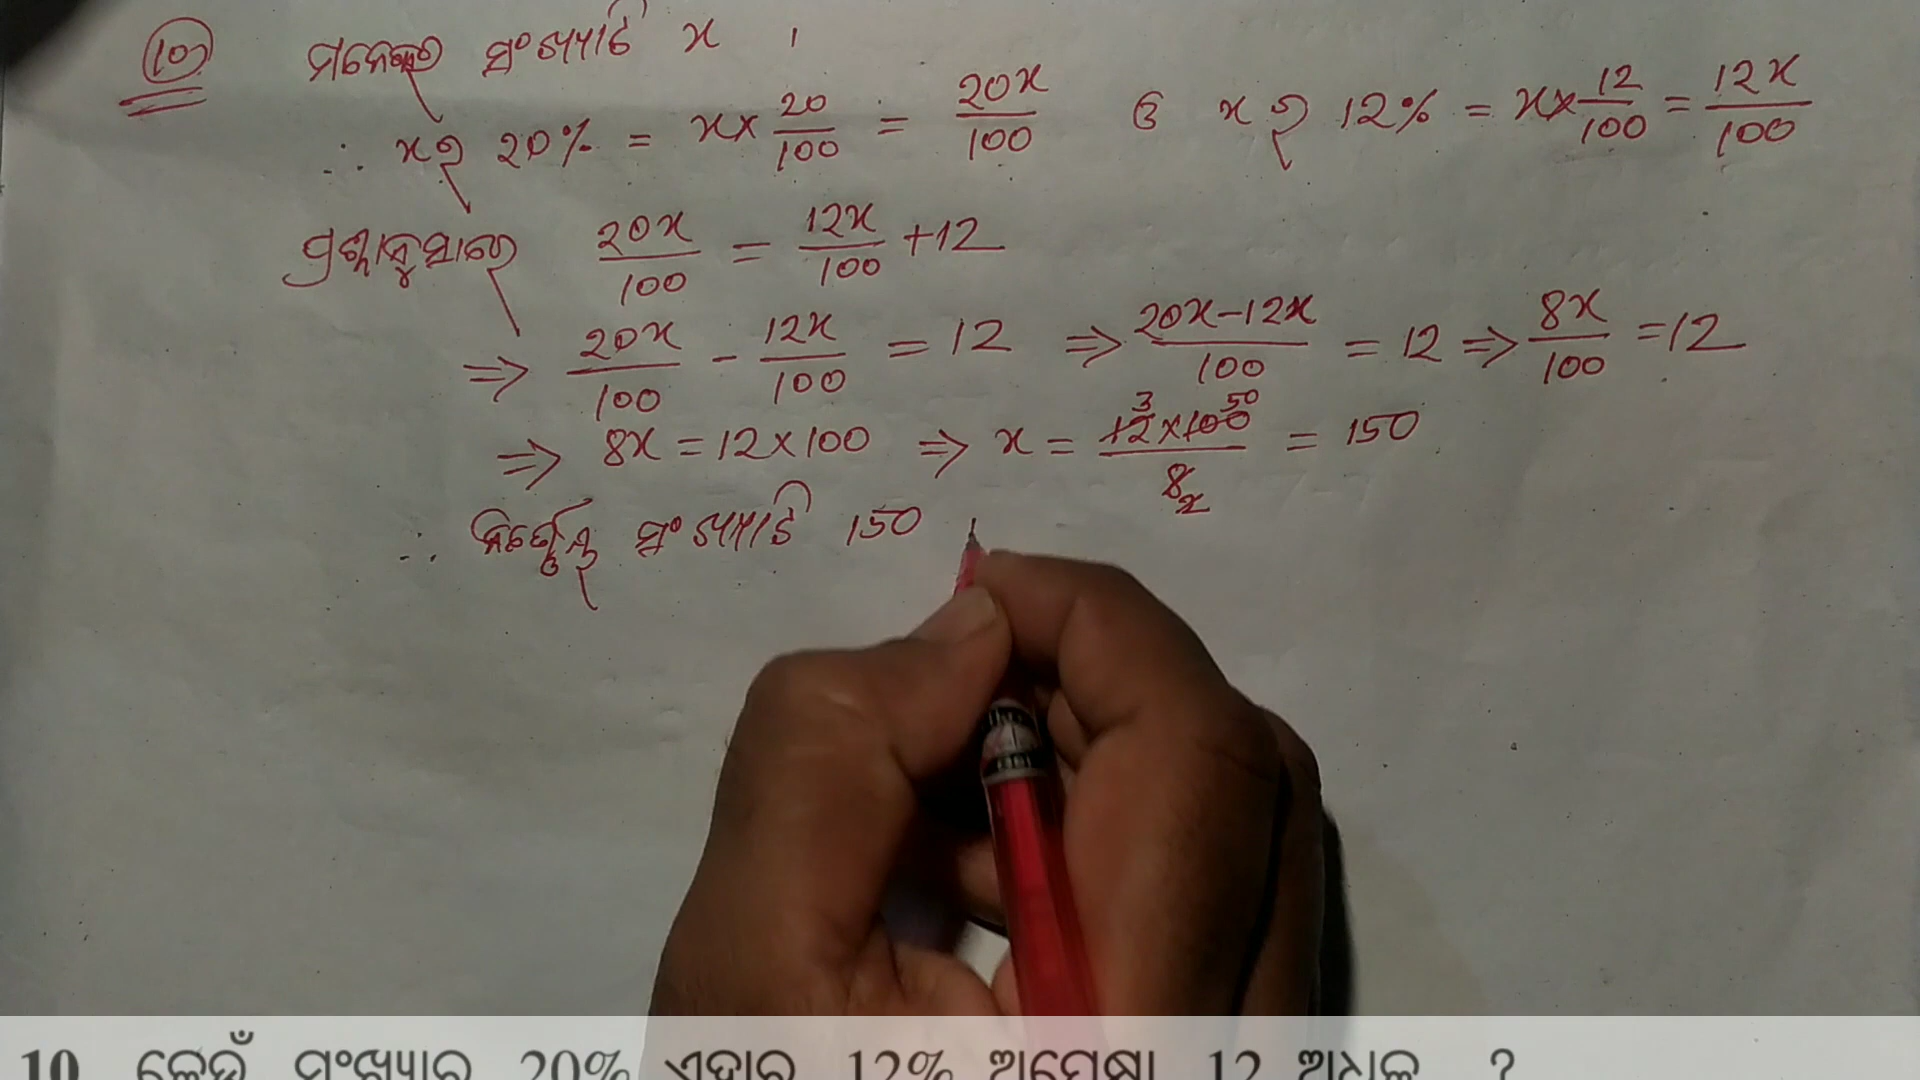 10 ମନେକର ସଂଖ୍ୟାଟି x ।
∴ xର 20% = x × 20/100 = 20x/100 ଓ xର 12% = x × 12/100 = 12x/100
ପ୍ରଶ୍ନାନୁସାରେ 20x/100 = 12x/100 + 12
⇒ 20x/100 - 12x/100 = 12 ⇒ 20x-12x/100 = 12 ⇒ 8x/100 = 12
⇒ 8x = 12 × 100 ⇒ x = 12 × 100/8 = 150
∴ ନିର୍ଣ୍ଣେୟ ସଂଖ୍ୟାଟି 150 ।
10 କେଉଁ ସଂଖ୍ୟାର 20% ଏହାର 12% ଅପେକ୍ଷା 12 ଅଧିକ ?